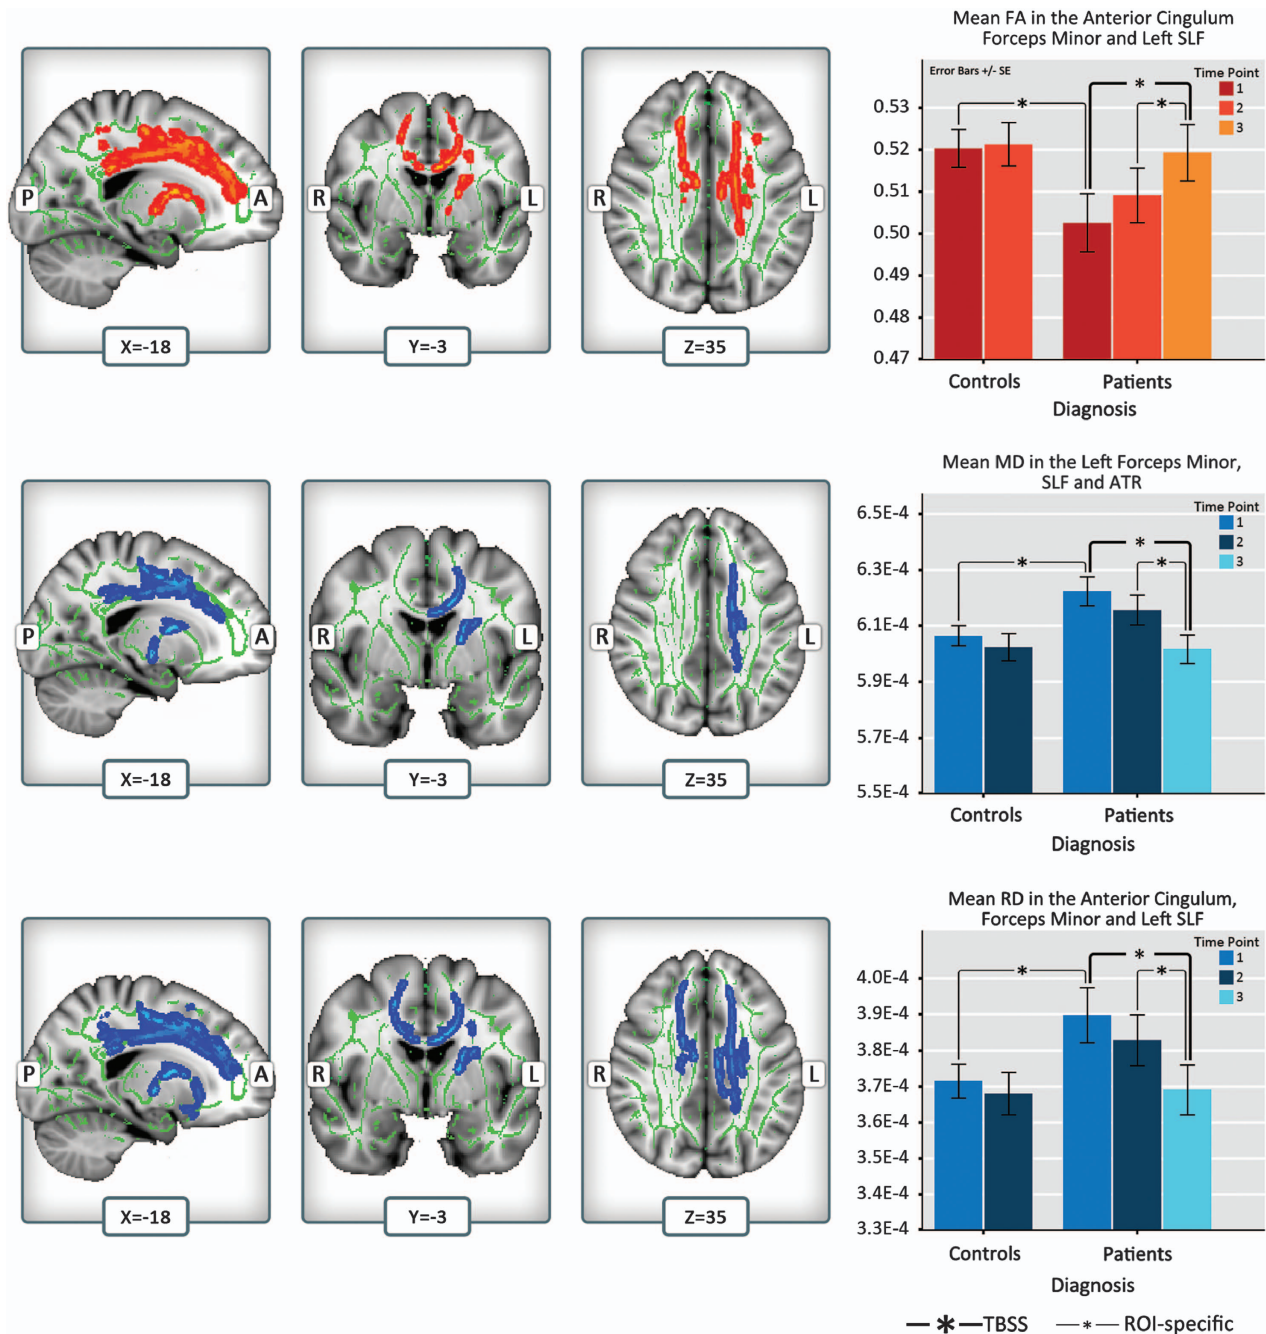 Mean FA in the Anterior Cingulum
Forceps Minor and Left SLF
Error Bars +/- SE
Time Point
1
2
3
*
*
*
0.53
0.52
0.51
0.50
0.49
0.48
0.47
Controls
Patients
Diagnosis
P
A
X=-18
R
L
Y=-3
R
L
Z=35
Mean MD in the Left Forceps Minor,
SLF and ATR
Time Point
1
2
3
*
*
*
6.5E-4
6.3E-4
6.1E-4
5.9E-4
5.7E-4
5.5E-4
Controls
Patients
Diagnosis
P
A
X=-18
R
L
Y=-3
R
L
Z=35
Mean RD in the Anterior Cingulum,
Forceps Minor and Left SLF
Time Point
1
2
3
*
*
*
4.0E-4
3.9E-4
3.8E-4
3.7E-4
3.6E-4
3.5E-4
3.4E-4
3.3E-4
Controls
Patients
Diagnosis
P
A
X=-18
R
L
Y=-3
R
L
Z=35
* TBSS
* ROI-specific